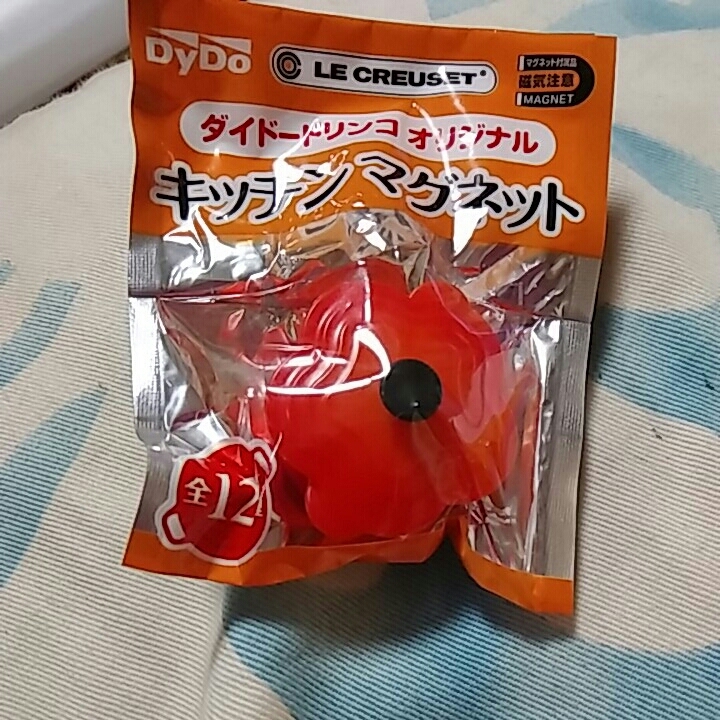 DyDo
LE CREUSET®
マグネット付属品
磁気注意
MAGNET
ダイドードリンコ オリジナル
キッチンマグネット
全12